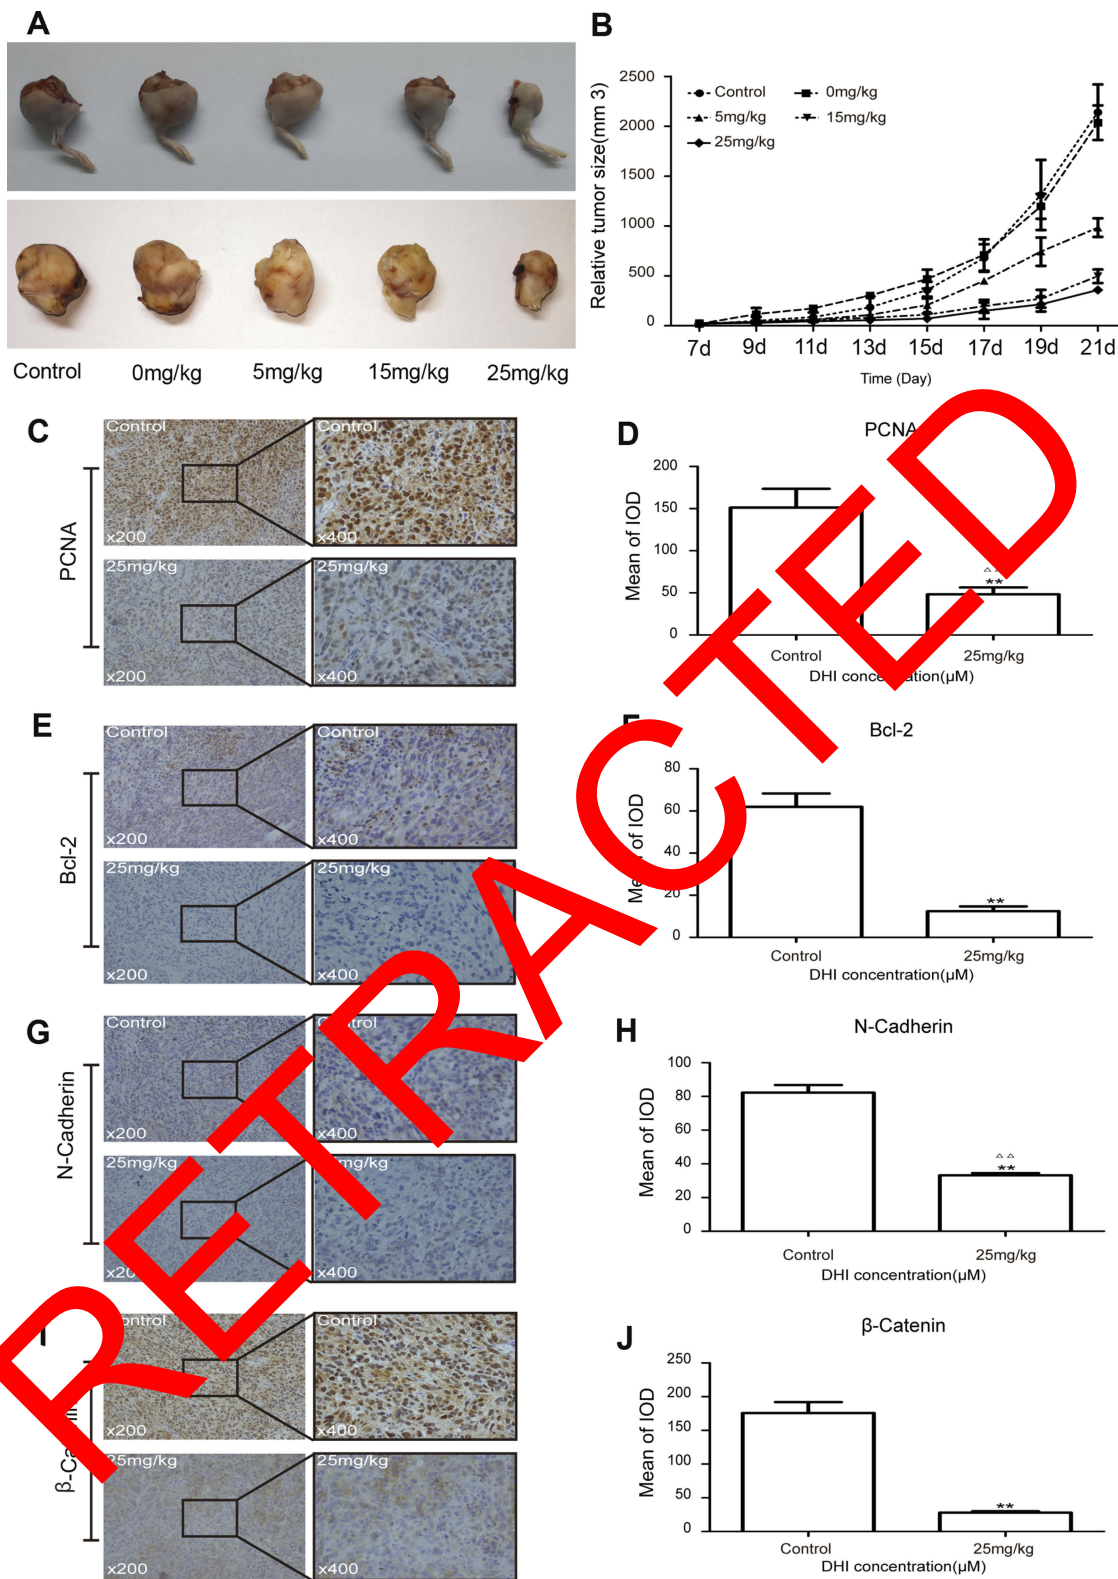 A
Control
0mg/kg
5mg/kg
15mg/kg
25mg/kg
B
Relative tumor size(mm 3)
2500
2000
1500
1000
500
0
Control
0mg/kg
5mg/kg
15mg/kg
25mg/kg
7d
9d
11d
13d
15d
17d
19d
21d
Time (Day)
C
PCNA
Control
x200
x400
25mg/kg
25mg/kg
x200
x400
D
PCNA
Mean of IOD
200
150
100
50
0
**
Control
25mg/kg
DHI concentration(µM)
E
Bcl-2
Control
Control
x200
x400
25mg/kg
25mg/kg
x200
x400
Bcl-2
Mean of IOD
80
60
40
20
0
**
Control
25mg/kg
DHI concentration(µM)
G
N-Cadherin
Control
Control
x200
x400
25mg/kg
x400
H
N-Cadherin
Mean of IOD
100
80
60
40
20
0
△△
**
Control
25mg/kg
DHI concentration(µM)
Control
Control
x200
x400
25mg/kg
25mg/kg
x200
x400
J
β-Catenin
Mean of IOD
250
200
150
100
50
0
**
Control
25mg/kg
DHI concentration(µM)
RETRACTED